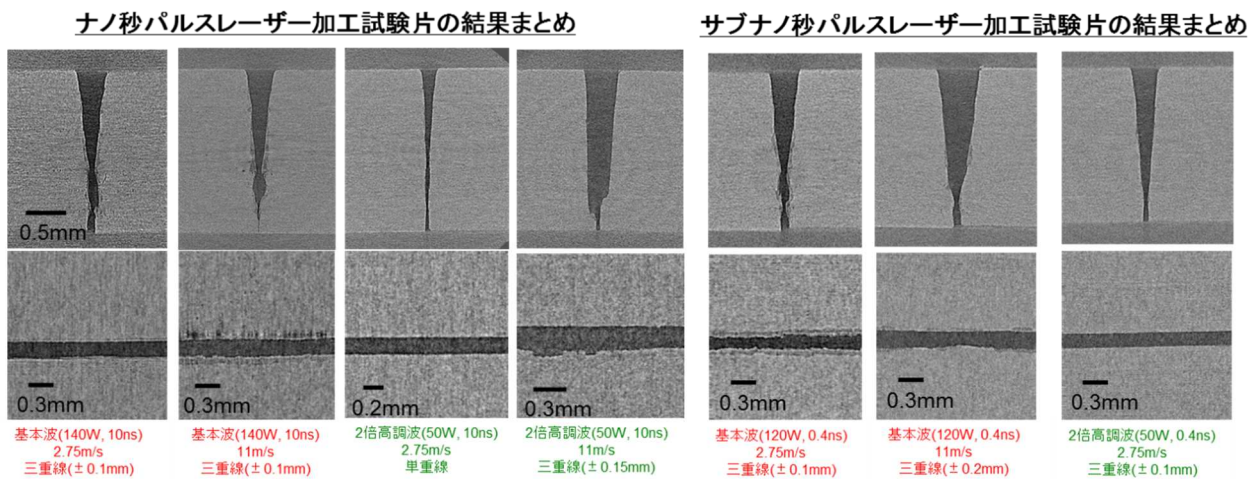 ナノ秒パルスレーザー加工試験片の結果まとめ
サブナノ秒パルスレーザー加工試験片の結果まとめ
0.5mm
0.3mm
0.3mm
0.2mm
0.3mm
0.3mm
0.3mm
0.3mm
基本波(140W, 10ns)
2.75m/s
三重線(±0.1mm)
基本波(140W, 10ns)
11m/s
三重線(±0.1mm)
2倍高調波(50W, 10ns)
2.75m/s
単重線
2倍高調波(50W, 10ns)
11m/s
三重線(±0.15mm)
基本波(120W, 0.4ns)
2.75m/s
三重線(±0.1mm)
基本波(120W, 0.4ns)
11m/s
三重線(±0.2mm)
2倍高調波(50W, 0.4ns)
2.75m/s
三重線(±0.1mm)